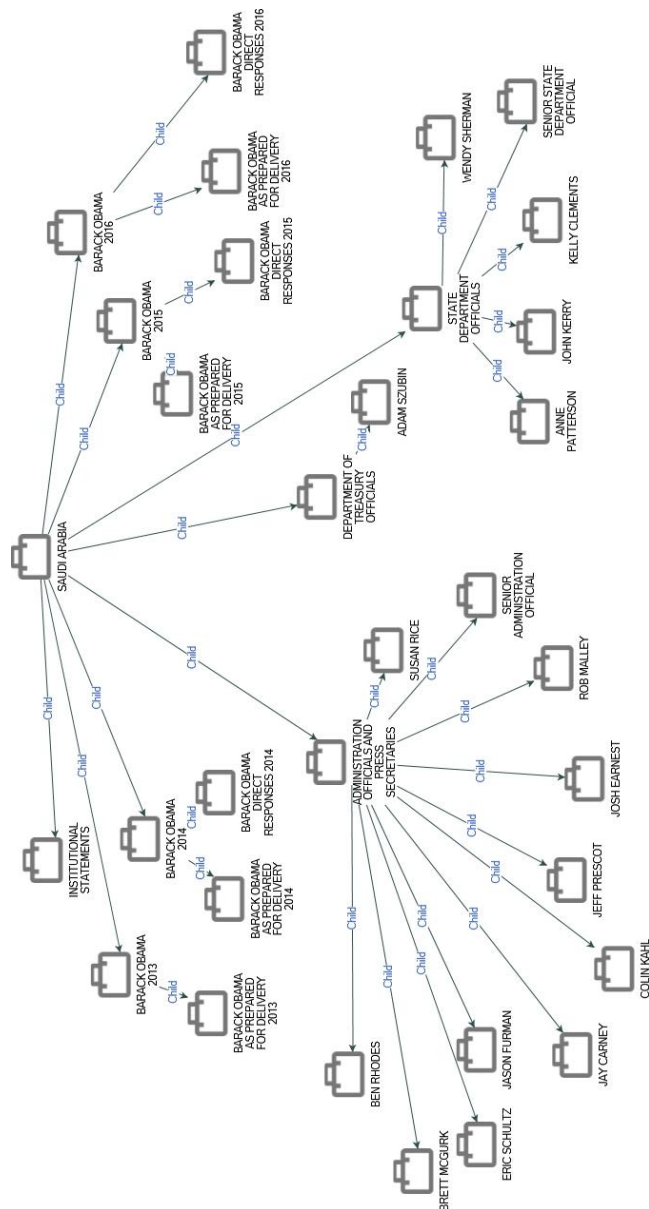 SAUDI ARABIA
Child
Child
Child
Child
Child
Child
Child
Child
INSTITUTIONAL
STATEMENTS
BARACK OBAMA
2016
BARACK OBAMA
2013
BARACK OBAMA
2015
BARACK OBAMA
2014
Child
Child
Child
Child
Child
Child
Child
BARACK OBAMA
AS PREPARED
FOR DELIVERY
2013
BARACK OBAMA
AS PREPARED
FOR DELIVERY
2014
BARACK OBAMA
DIRECT
RESPONSES 2014
BARACK OBAMA
AS PREPARED
FOR DELIVERY
2015
BARACK OBAMA
DIRECT
RESPONSES 2015
BARACK OBAMA
AS PREPARED
FOR DELIVERY
2016
BARACK OBAMA
DIRECT
RESPONSES 2016
ADMINISTRATION
OFFICIALS AND
PRESS
SECRETARIES
DEPARTMENT OF
TREASURY
OFFICIALS
Child
ADAM SZUBIN
BEN RHODES
Child
Child
Child
Child
Child
Child
Child
Child
Child
Child
Child
SUSAN RICE
BRETT MCGURK
STATE
DEPARTMENT
OFFICIALS
Child
Child
Child
Child
Child
WENDY SHERMAN
ERIC SCHULTZ
JASON FURMAN
SENIOR
ADMINISTRATION
OFFICIAL
ANNE
PATTERSON
JOHN KERRY
KELLY CLEMENTS
SENIOR STATE
DEPARTMENT
OFFICIAL
JAY CARNEY
COLIN KAHL
JEFF PRESCOT
JOSH EARNEST
ROB MALLEY